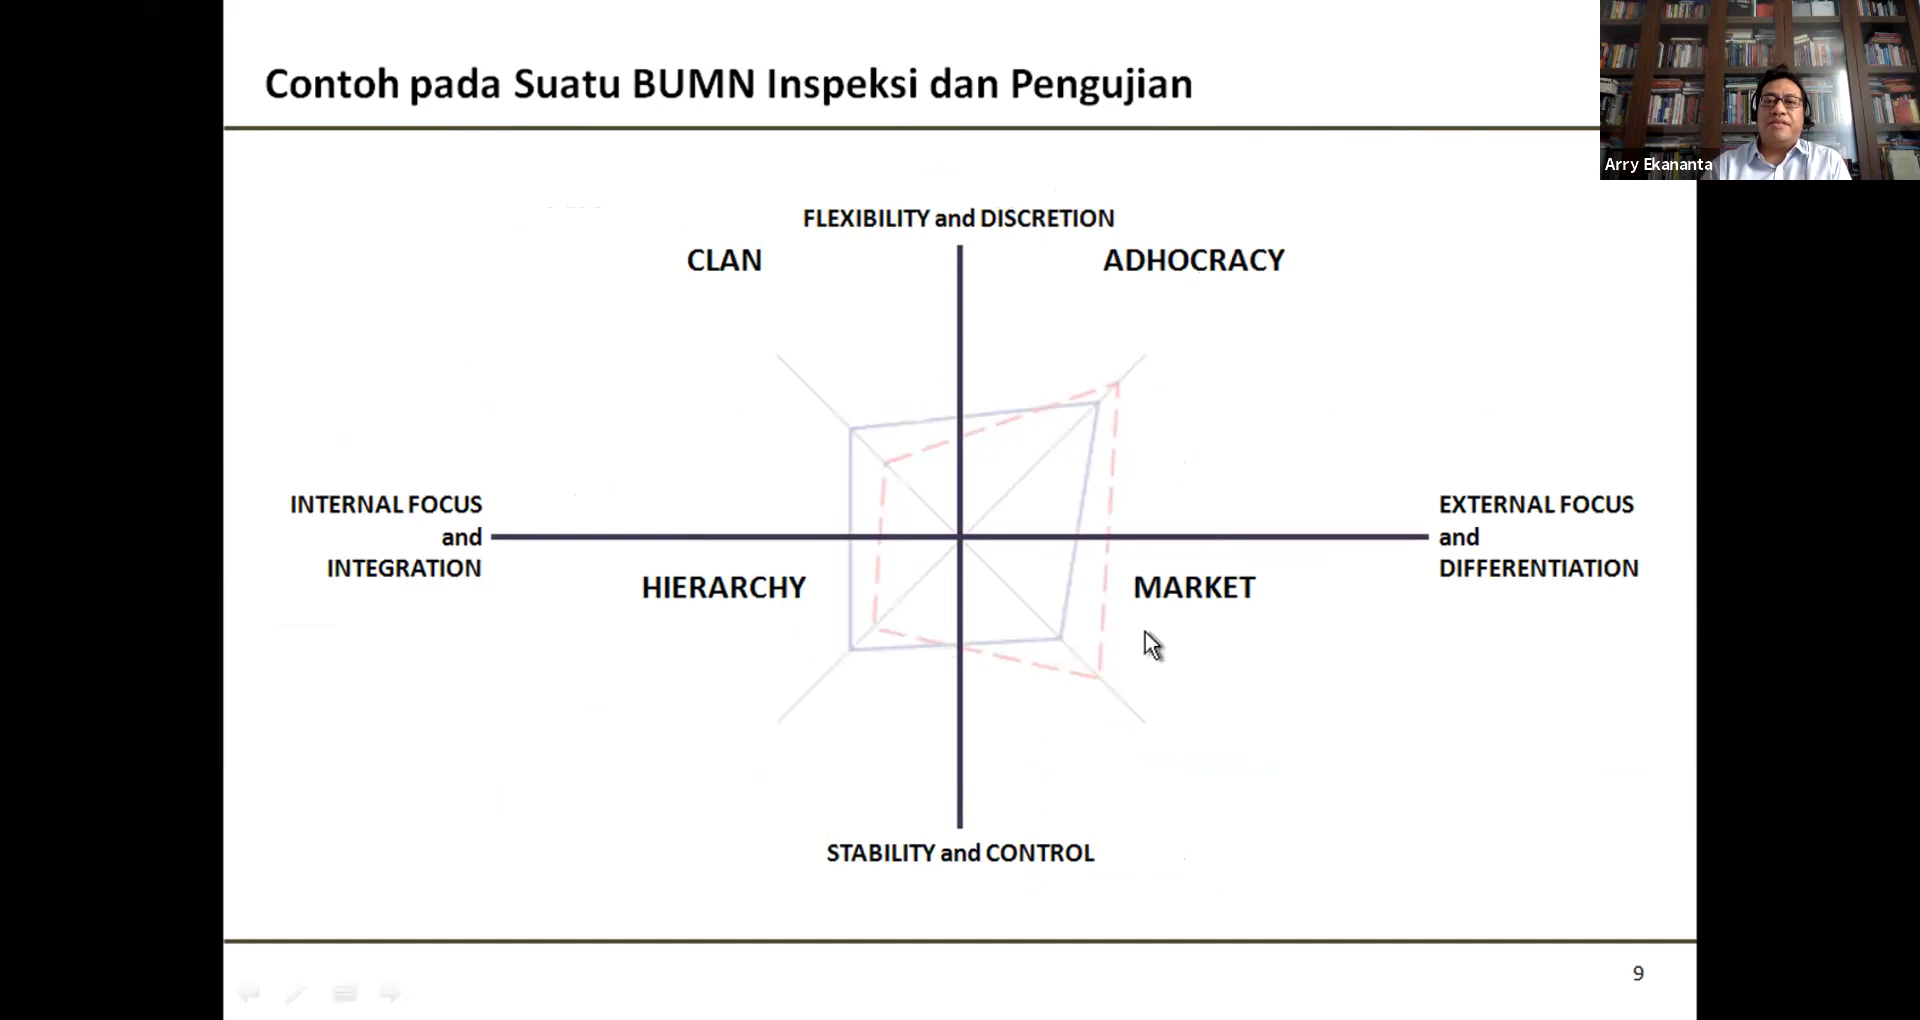 Contoh pada Suatu BUMN Inspeksi dan Pengujian
Arry Ekananta
FLEXIBILITY and DISCRETION
CLAN
ADHOCRACY
INTERNAL FOCUS
and
INTEGRATION
EXTERNAL FOCUS
and
DIFFERENTIATION
HIERARCHY
MARKET
STABILITY and CONTROL
9